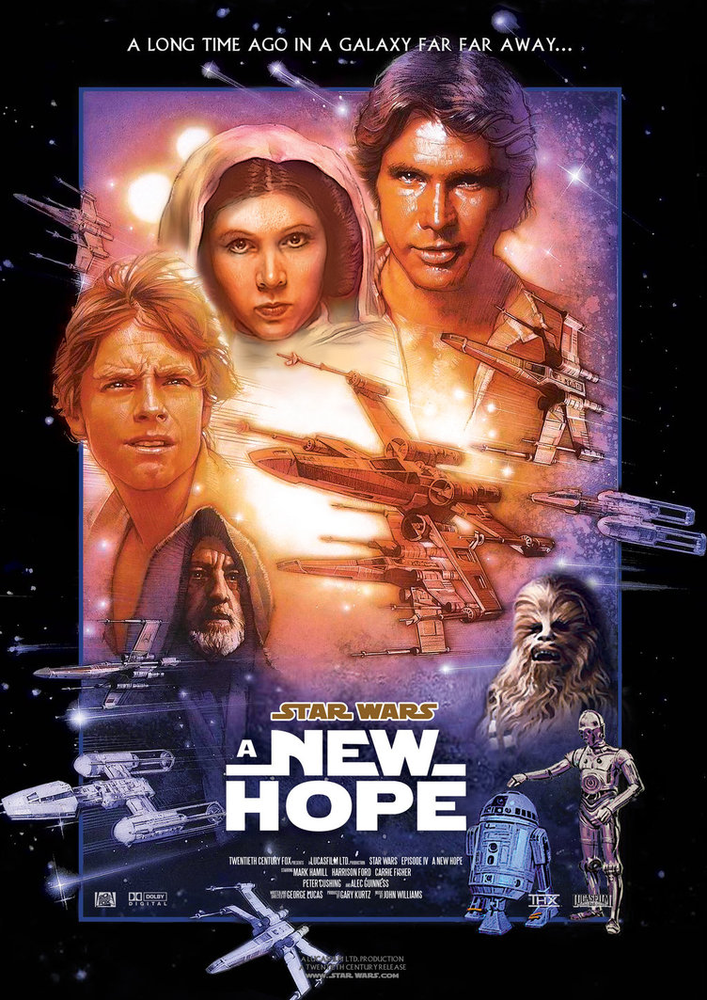 A LONG TIME AGO IN A GALAXY FAR FAR AWAY...
STAR WARS
A NEW
HOPE
TWENTIETH CENTURY FOX PRESENTS A LUCASFILM LTD. PRODUCTION STAR WARS EPISODE IV A NEW HOPE
STARRING MARK HAMILL HARRISON FORD CARRIE FISHER
PETER CUSHING AND ALEC GUINNESS
WRITTEN AND DIRECTED BY GEORGE LUCAS PRODUCED BY GARY KURTZ MUSIC BY JOHN WILLIAMS
DOLBY
DIGITAL
THX
LUCASFILM
A LUCASFILM LTD. PRODUCTION
A TWENTIETH CENTURY RELEASE
WWW.STAR WARS.COM